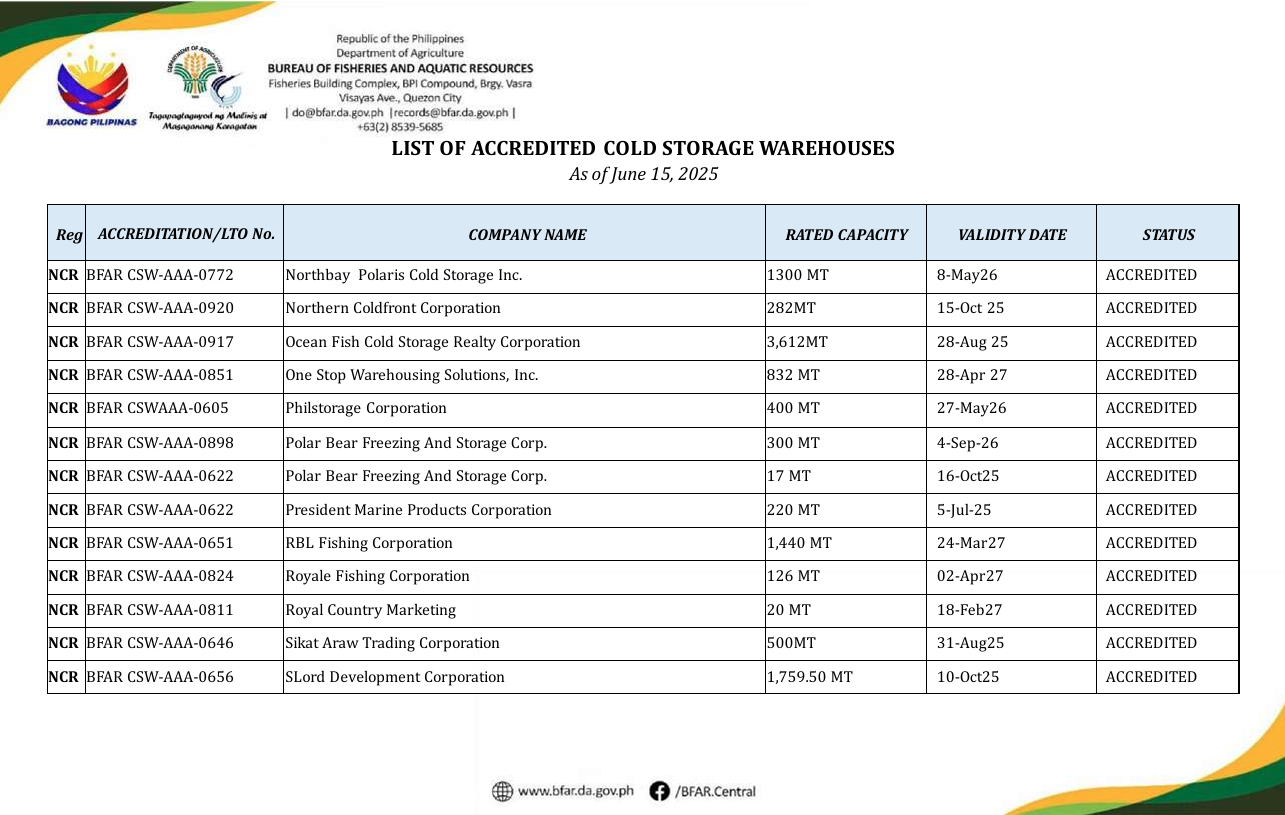 Republic of the Philippines
Department of Agriculture
BUREAU OF FISHERIES AND AQUATIC RESOURCES
Fisheries Building Complex, BPI Compound, Brgy. Vasra
Visayas Ave., Quezon City
| do@bfar.da.gov.ph |records@bfar.da.gov.ph |
+63(2) 8539-5685
BAGONG PILIPINAS
DEPARTMENT OF AGRICULTURE
Tagapagtaguyod ng Malinis at
Masaganang Karagatan
LIST OF ACCREDITED COLD STORAGE WAREHOUSES
As of June 15, 2025
Reg ACCREDITATION/LTO No. COMPANY NAME RATED CAPACITY VALIDITY DATE STATUS
NCR BFAR CSW-AAA-0772 Northbay Polaris Cold Storage Inc. 1300 MT 8-May26 ACCREDITED
NCR BFAR CSW-AAA-0920 Northern Coldfront Corporation 282MT 15-Oct 25 ACCREDITED
NCR BFAR CSW-AAA-0917 Ocean Fish Cold Storage Realty Corporation 3,612MT 28-Aug 25 ACCREDITED
NCR BFAR CSW-AAA-0851 One Stop Warehousing Solutions, Inc. 832 MT 28-Apr 27 ACCREDITED
NCR BFAR CSWAAA-0605 Philstorage Corporation 400 MT 27-May26 ACCREDITED
NCR BFAR CSW-AAA-0898 Polar Bear Freezing And Storage Corp. 300 MT 4-Sep-26 ACCREDITED
NCR BFAR CSW-AAA-0622 Polar Bear Freezing And Storage Corp. 17 MT 16-Oct25 ACCREDITED
NCR BFAR CSW-AAA-0622 President Marine Products Corporation 220 MT 5-Jul-25 ACCREDITED
NCR BFAR CSW-AAA-0651 RBL Fishing Corporation 1,440 MT 24-Mar27 ACCREDITED
NCR BFAR CSW-AAA-0824 Royale Fishing Corporation 126 MT 02-Apr27 ACCREDITED
NCR BFAR CSW-AAA-0811 Royal Country Marketing 20 MT 18-Feb27 ACCREDITED
NCR BFAR CSW-AAA-0646 Sikat Araw Trading Corporation 500MT 31-Aug25 ACCREDITED
NCR BFAR CSW-AAA-0656 SLord Development Corporation 1,759.50 MT 10-Oct25 ACCREDITED
www.bfar.da.gov.ph /BFAR.Central